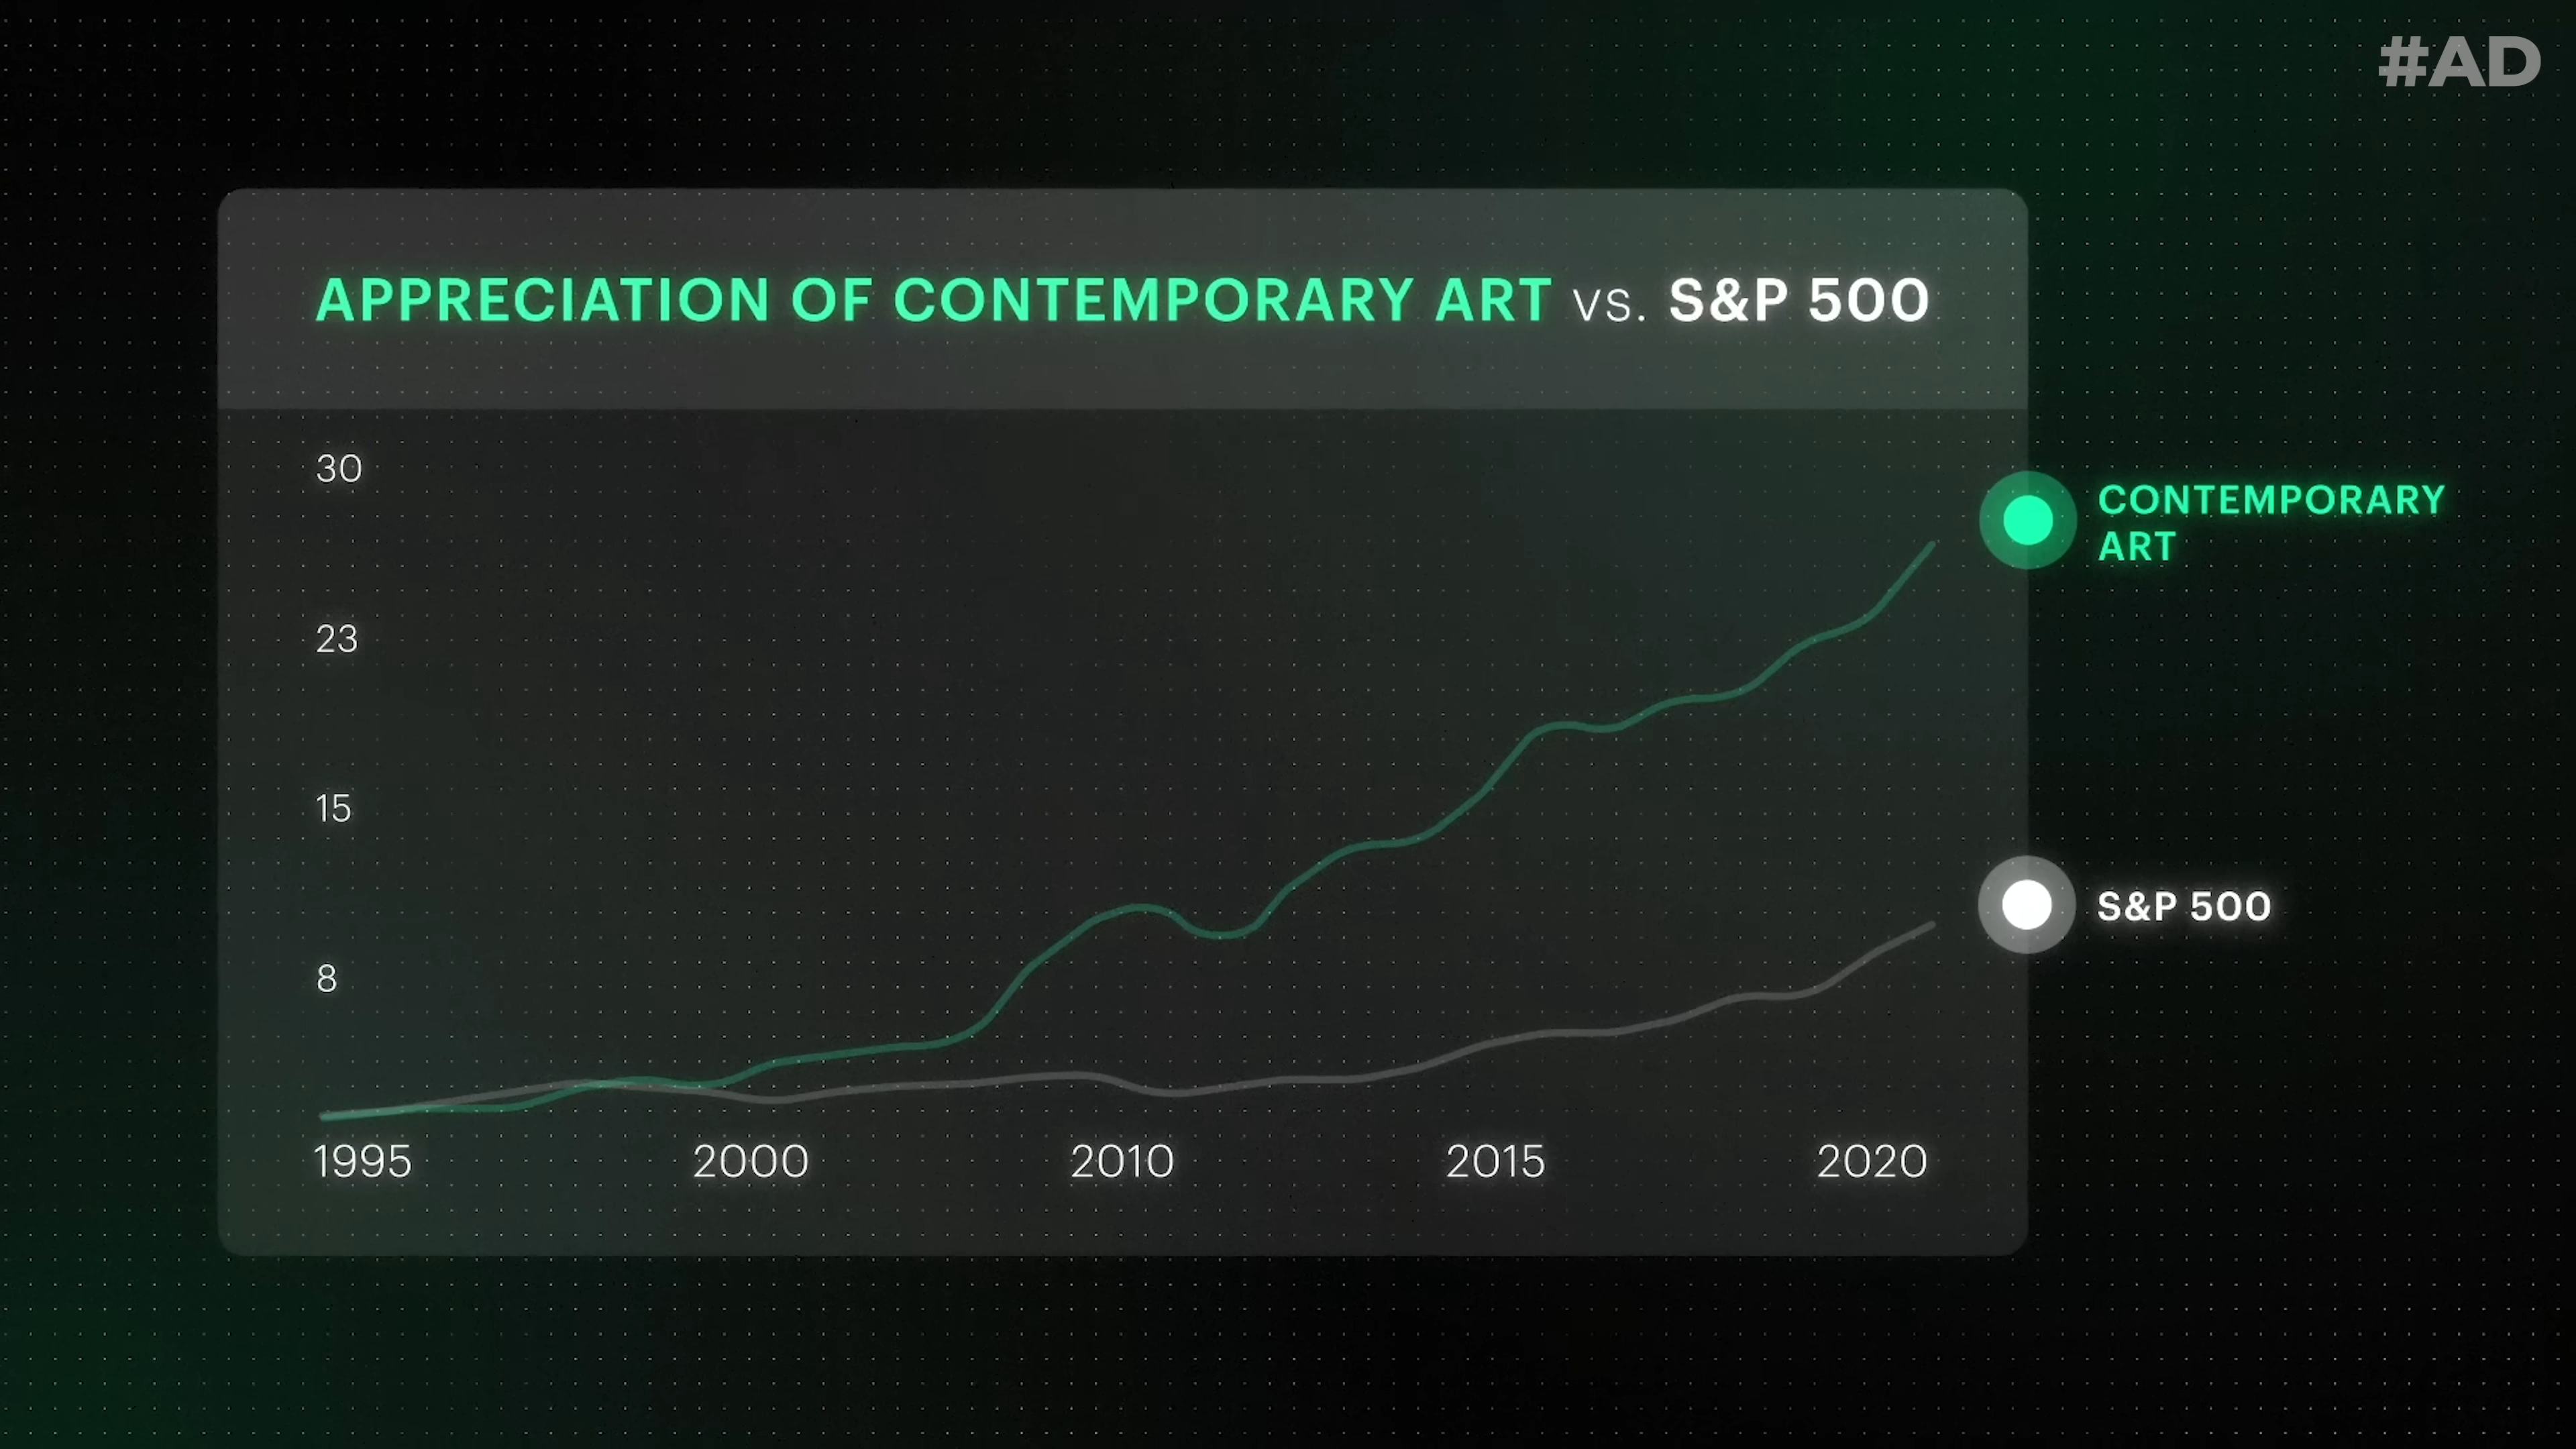 #AD
APPRECIATION OF CONTEMPORARY ART VS. S&P 500
30
23
15
8
1995 2000 2010 2015 2020
CONTEMPORARY
ART
S&P 500